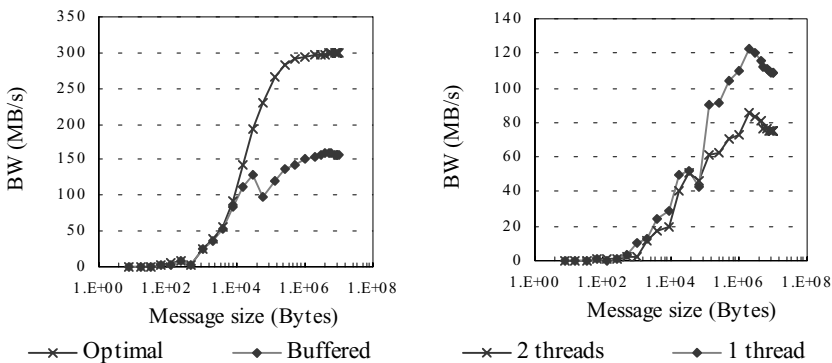 350
300
250
200
150
100
50
0
BW (MB/s)
1.E+00 1.E+02 1.E+04 1.E+06 1.E+08
Message size (Bytes)
Optimal Buffered
140
120
100
80
60
40
20
0
BW (MB/s)
1.E+00 1.E+02 1.E+04 1.E+06 1.E+08
Message size (Bytes)
2 threads 1 thread